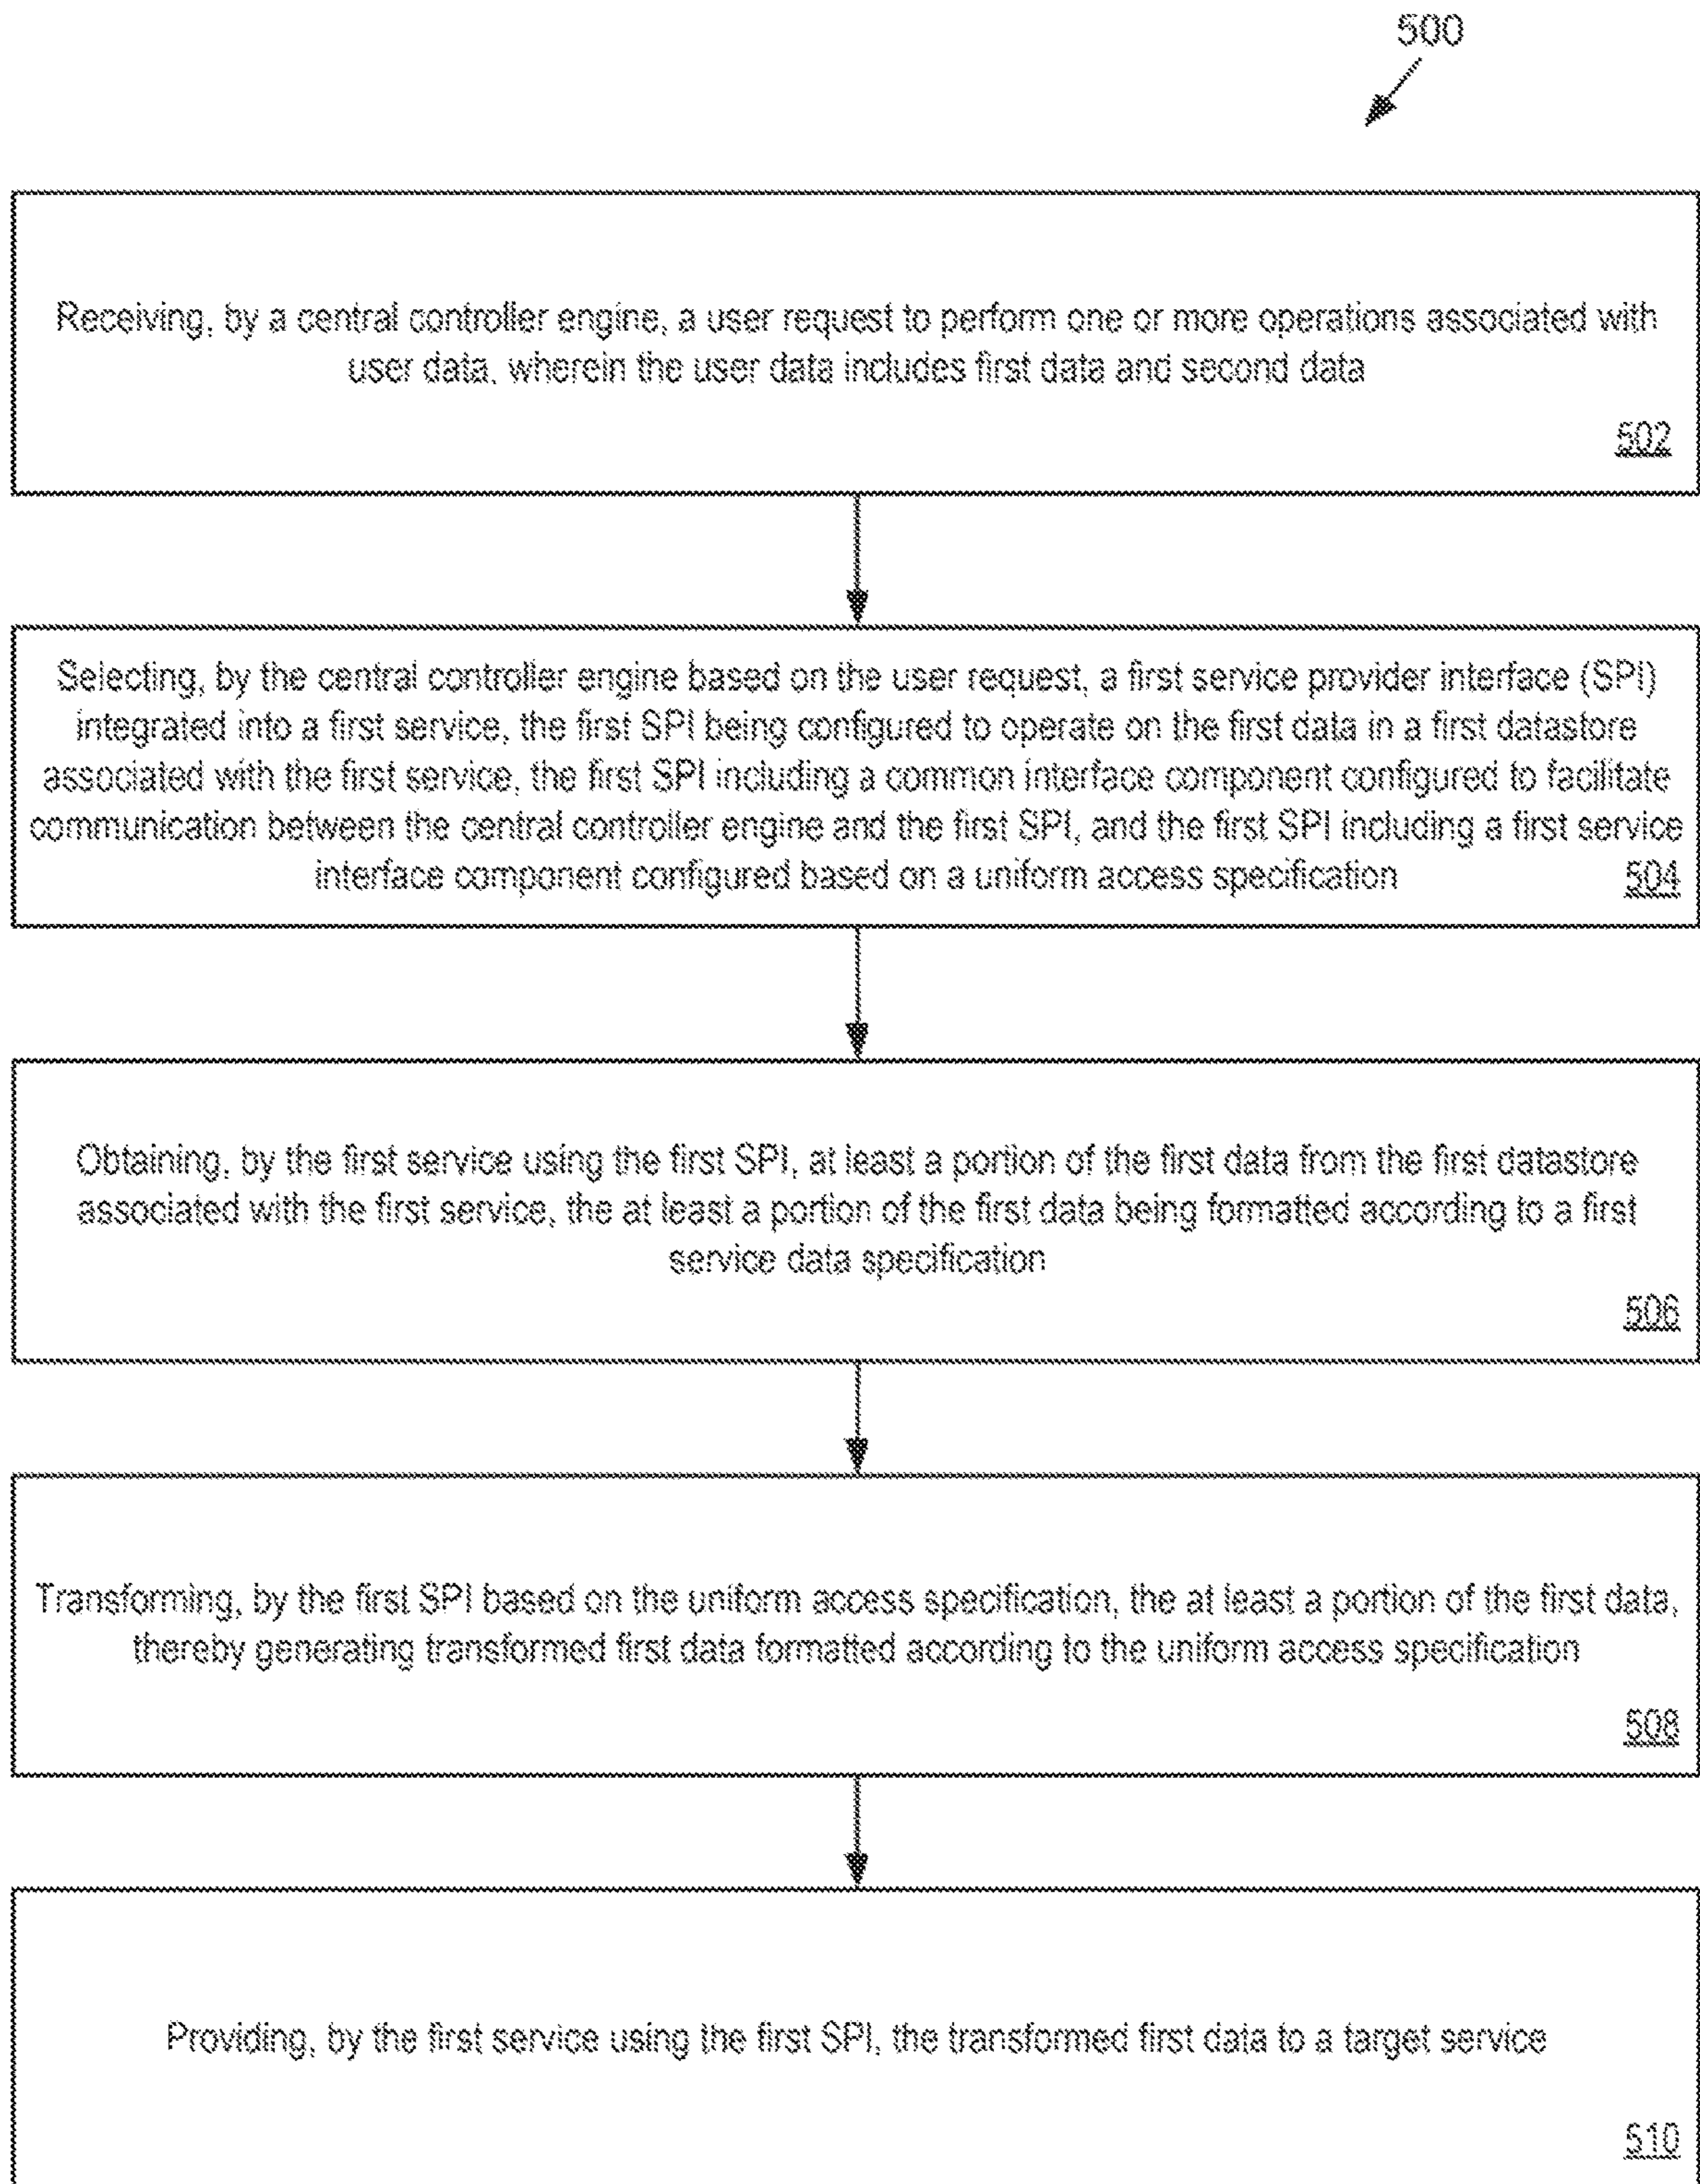 500
Receiving, by a central controller engine, a user request to perform one or more operations associated with
user data, wherein the user data includes first data and second data
502
Selecting, by the central controller engine based on the user request, a first service provider interface (SPI)
integrated into a first service, the first SPI being configured to operate on the first data in a first datastore
associated with the first service, the first SPI including a common interface component configured to facilitate
communication between the central controller engine and the first SPI, and the first SPI including a first service
interface component configured based on a uniform access specification
504
Obtaining, by the first service using the first SPI, at least a portion of the first data from the first datastore
associated with the first service, the at least a portion of the first data being formatted according to a first
service data specification
506
Transforming, by the first SPI based on the uniform access specification, the at least a portion of the first data,
thereby generating transformed first data formatted according to the uniform access specification
508
Providing, by the first service using the first SPI, the transformed first data to a target service
510